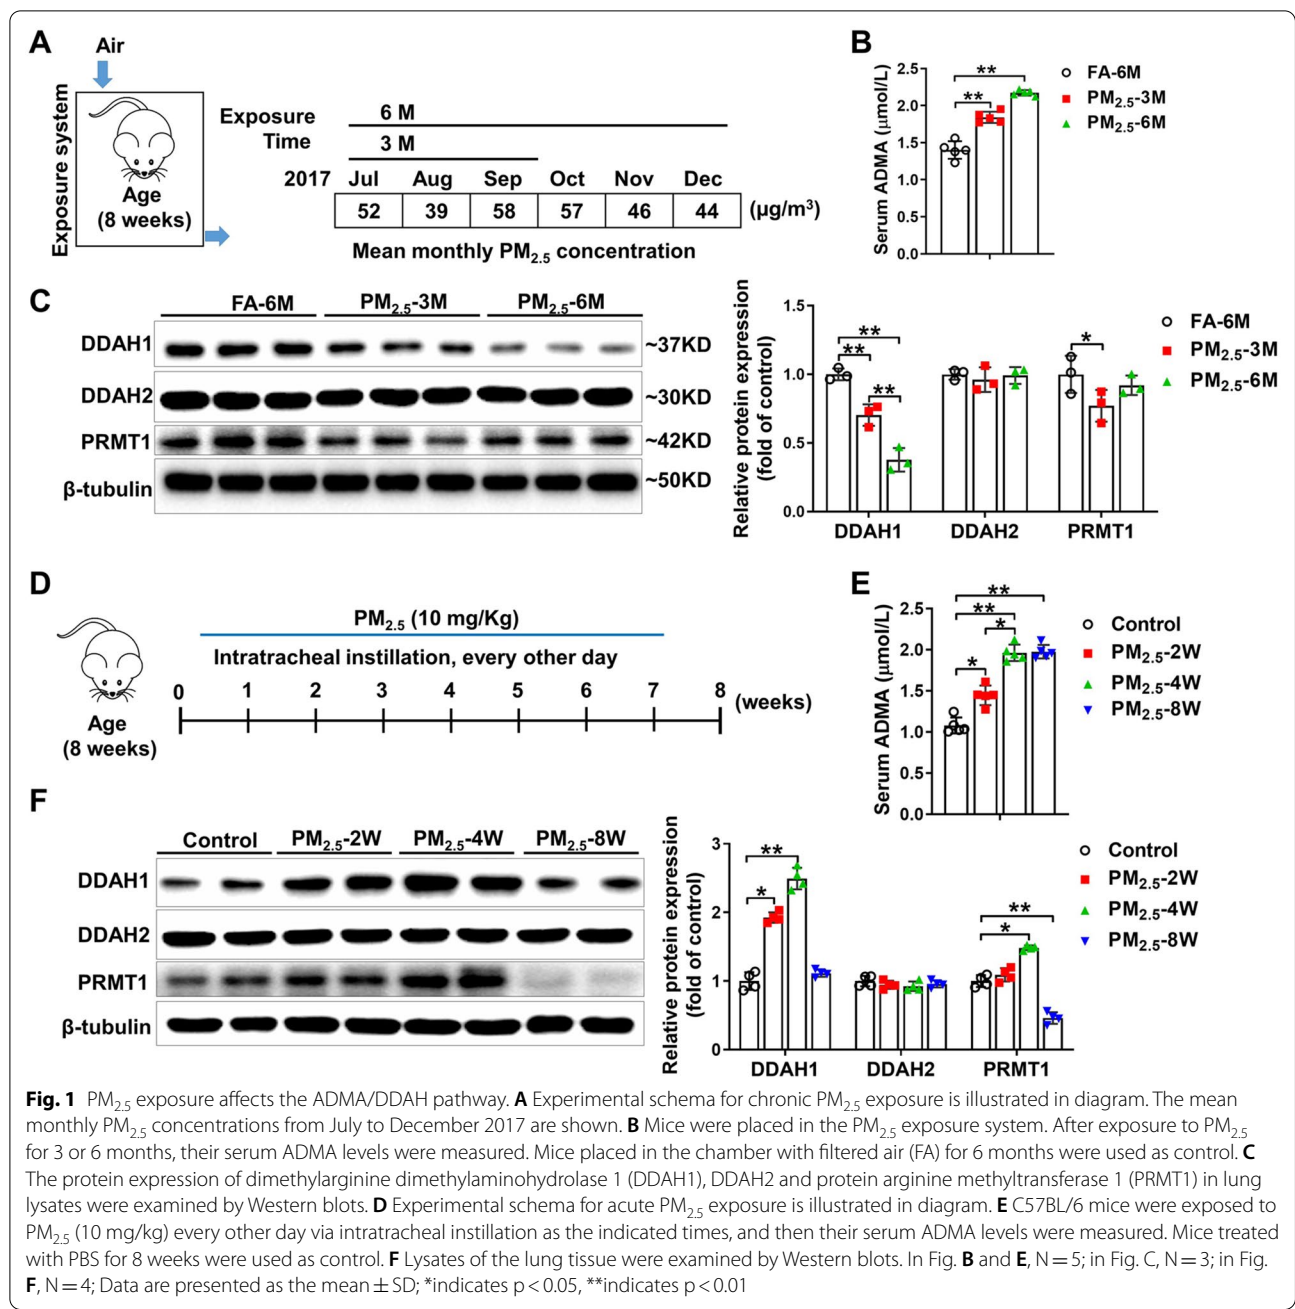 A
Air
Exposure system
Age
(8 weeks)
Exposure
Time
6 M
3 M
2017 Jul Aug Sep Oct Nov Dec
52 39 58 57 46 44 (μg/m³)
Mean monthly PM2.5 concentration
B
Serum ADMA (μmol/L)
2.5
2.0
1.5
1.0
0.5
0.0
** **
FA-6M
PM2.5-3M
PM2.5-6M
C
FA-6M PM2.5-3M PM2.5-6M
DDAH1 ~37KD
DDAH2 ~30KD
PRMT1 ~42KD
β-tubulin ~50KD
Relative protein expression
(fold of control)
1.5
1.0
0.5
0.0
**
**
**
*
DDAH1 DDAH2 PRMT1
FA-6M
PM2.5-3M
PM2.5-6M
D
Age
(8 weeks)
PM2.5 (10 mg/Kg)
Intratracheal instillation, every other day
0 1 2 3 4 5 6 7 8 (weeks)
E
Serum ADMA (μmol/L)
2.5
2.0
1.5
1.0
0.5
0.0
**
**
*
*
Control
PM2.5-2W
PM2.5-4W
PM2.5-8W
F
Control PM2.5-2W PM2.5-4W PM2.5-8W
DDAH1
DDAH2
PRMT1
β-tubulin
Relative protein expression
(fold of control)
3
2
1
0
**
*
**
*
DDAH1 DDAH2 PRMT1
Control
PM2.5-2W
PM2.5-4W
PM2.5-8W
Fig. 1 PM2.5 exposure affects the ADMA/DDAH pathway. A Experimental schema for chronic PM2.5 exposure is illustrated in diagram. The mean
monthly PM2.5 concentrations from July to December 2017 are shown. B Mice were placed in the PM2.5 exposure system. After exposure to PM2.5
for 3 or 6 months, their serum ADMA levels were measured. Mice placed in the chamber with filtered air (FA) for 6 months were used as control. C
The protein expression of dimethylarginine dimethylaminohydrolase 1 (DDAH1), DDAH2 and protein arginine methyltransferase 1 (PRMT1) in lung
lysates were examined by Western blots. D Experimental schema for acute PM2.5 exposure is illustrated in diagram. E C57BL/6 mice were exposed to
PM2.5 (10 mg/kg) every other day via intratracheal instillation as the indicated times, and then their serum ADMA levels were measured. Mice treated
with PBS for 8 weeks were used as control. F Lysates of the lung tissue were examined by Western blots. In Fig. B and E, N = 5; in Fig. C, N = 3; in Fig.
F, N = 4; Data are presented as the mean ± SD; *indicates p < 0.05, **indicates p < 0.01